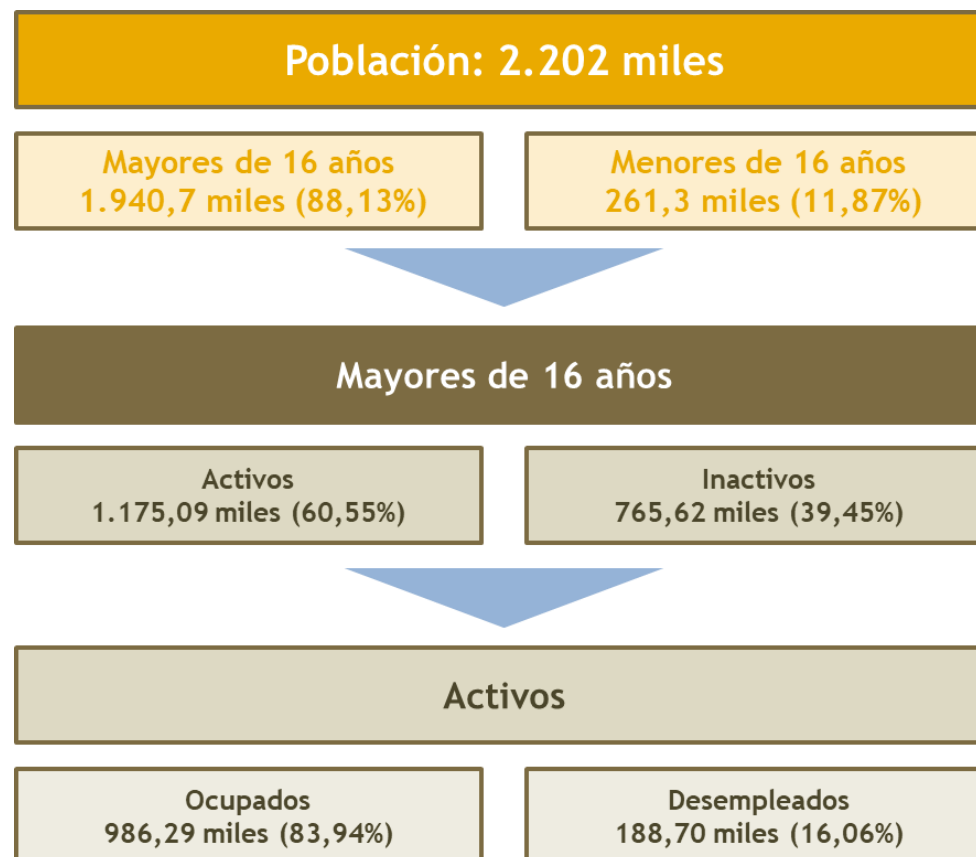 Población: 2.202 miles
Mayores de 16 años
1.940,7 miles (88,13%)
Menores de 16 años
261,3 miles (11,87%)
Mayores de 16 años
Activos
1.175,09 miles (60,55%)
Inactivos
765,62 miles (39,45%)
Activos
Ocupados
986,29 miles (83,94%)
Desempleados
188,70 miles (16,06%)